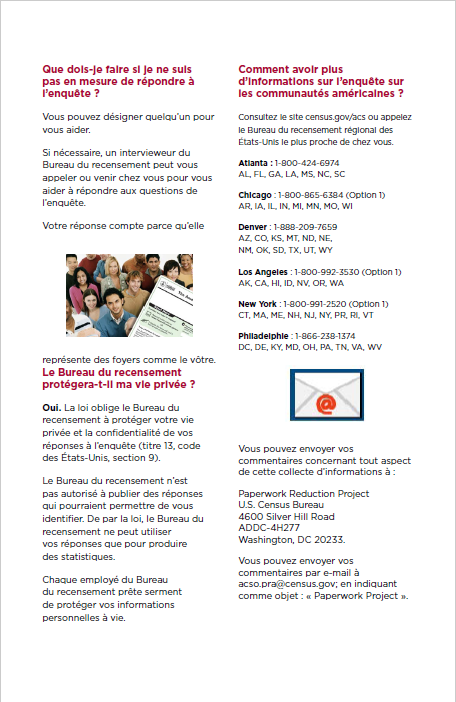 Que dois-je faire si je ne suis
pas en mesure de répondre à
l'enquête ?
Vous pouvez désigner quelqu'un pour
vous aider.
Si nécessaire, un intervieweur du
Bureau du recensement peut vous
appeler ou venir chez vous pour vous
aider à répondre aux questions de
l'enquête.
Votre réponse compte parce qu'elle
représente des foyers comme le vôtre.
Le Bureau du recensement
protégera-t-il ma vie privée ?
Oui. La loi oblige le Bureau du
recensement à protéger votre vie
privée et la confidentialité de vos
réponses à l'enquête (titre 13, code
des États-Unis, section 9).
Le Bureau du recensement n'est
pas autorisé à publier des réponses
qui pourraient permettre de vous
identifier. De par la loi, le Bureau du
recensement ne peut utiliser
vos réponses que pour produire
des statistiques.
Chaque employé du Bureau
du recensement prête serment
de protéger vos informations
personnelles à vie.
Comment avoir plus
d'informations sur l'enquête sur
les communautés américaines ?
Consultez le site census.gov/acs ou appelez
le Bureau du recensement régional des
États-Unis le plus proche de chez vous.
Atlanta : 1-800-424-6974
AL, FL, GA, LA, MS, NC, SC
Chicago : 1-800-865-6384 (Option 1)
AR, IA, IL, IN, MI, MN, MO, WI
Denver : 1-888-209-7659
AZ, CO, KS, MT, ND, NE,
NM, OK, SD, TX, UT, WY
Los Angeles : 1-800-992-3530 (Option 1)
AK, CA, HI, ID, NV, OR, WA
New York : 1-800-991-2520 (Option 1)
CT, MA, ME, NH, NJ, NY, PR, RI, VT
Philadelphie : 1-866-238-1374
DC, DE, KY, MD, OH, PA, TN, VA, WV
@
Vous pouvez envoyer vos
commentaires concernant tout aspect
de cette collecte d'informations à :
Paperwork Reduction Project
U.S. Census Bureau
4600 Silver Hill Road
ADDC-4H277
Washington, DC 20233.
Vous pouvez envoyer vos
commentaires par e-mail à
acso.pra@census.gov; en indiquant
comme objet : « Paperwork Project ».